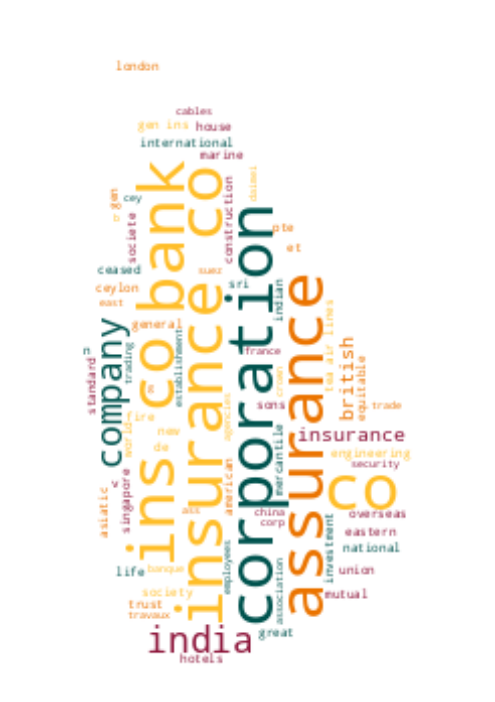 london
cables
gen ins
house
international
marine
bank
insurance co
construction
daimei
gen
cey
societe
pte
et
corporation
ceased
suez
sri
ceylon
indian
east
assurance
tea air lines
company
general
establishment
trading
france
british
equitable
standard
crown
ins co
sons
trade
world
fire
agencies
new
de
insurance
mercantile
engineering
security
american
singapore
asiatic
co
ass
china
corp
overseas
eastern
investment
national
employees
association
life
banque
union
society
mutual
trust
travaux
india
great
hotels